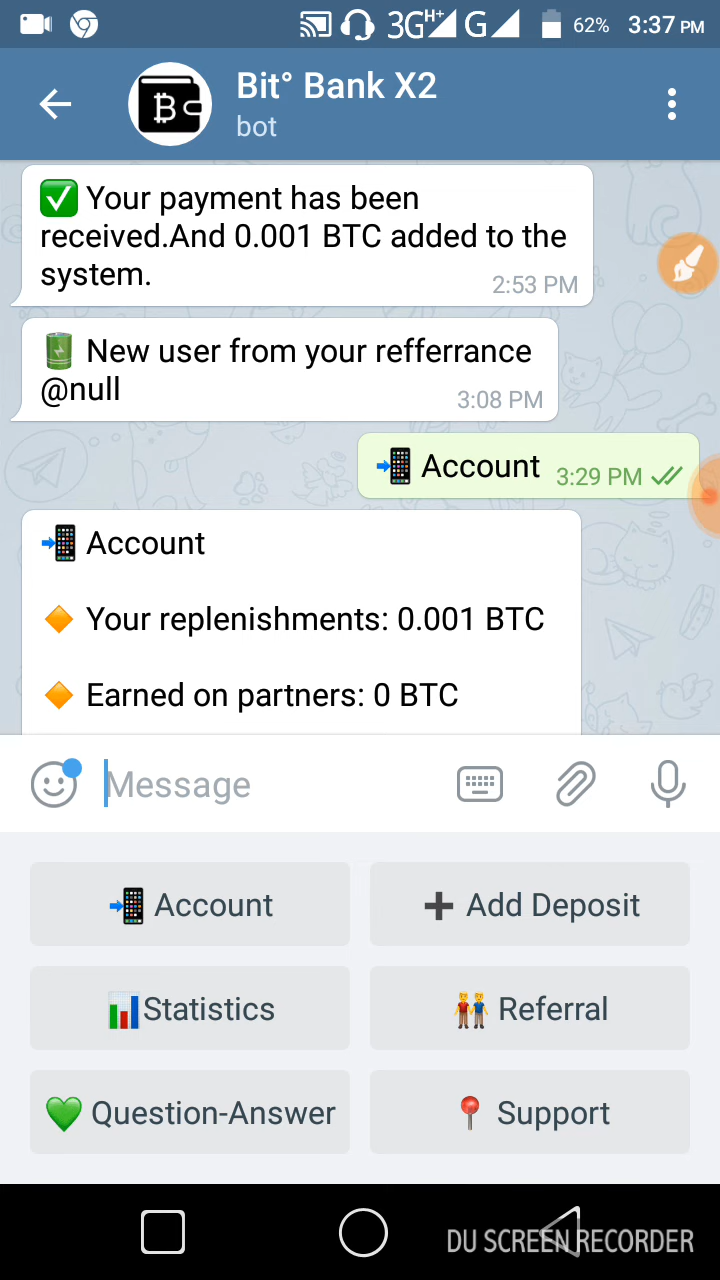 3G H+ G 62% 3:37 PM
Bit° Bank X2
bot
✅ Your payment has been
received.And 0.001 BTC added to the
system.
2:53 PM
New user from your refferrance
@null
3:08 PM
📲 Account 3:29 PM
📲 Account
🔸 Your replenishments: 0.001 BTC
🔸 Earned on partners: 0 BTC
Message
📲 Account
➕ Add Deposit
📊 Statistics
👬 Referral
💚 Question-Answer
📍 Support
DU SCREEN RECORDER